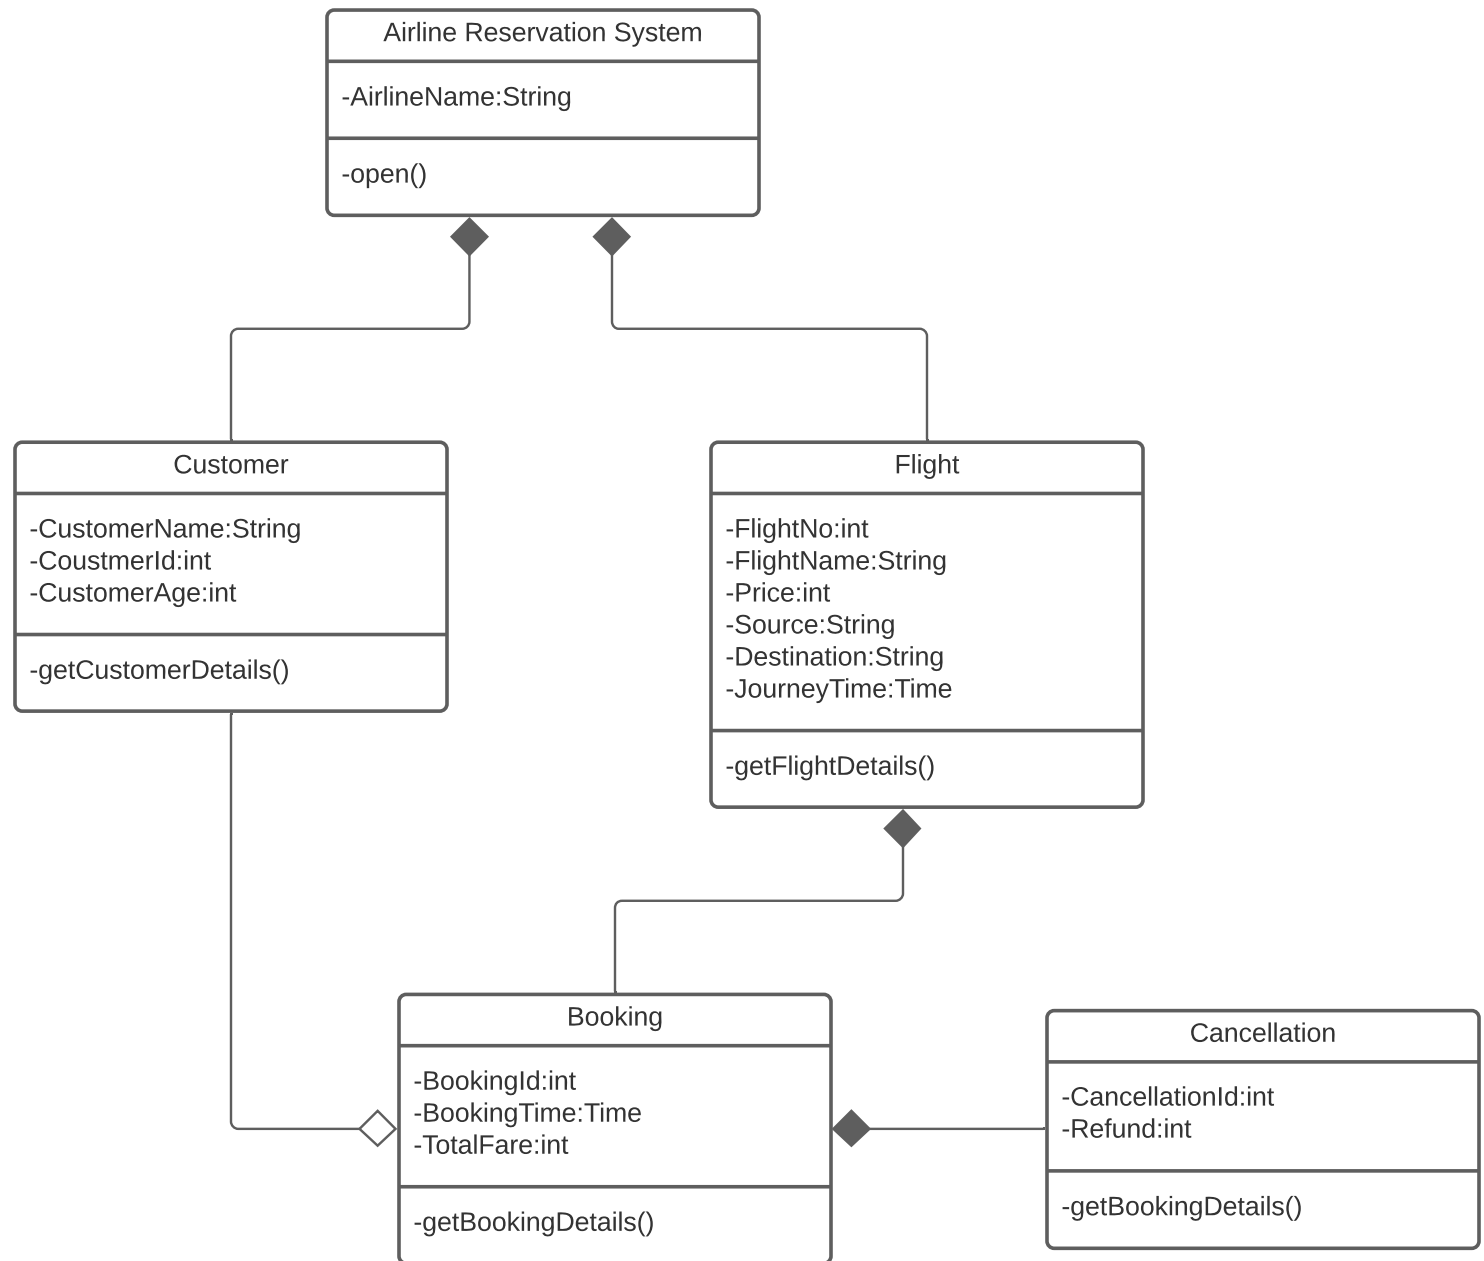 Airline Reservation System
-AirlineName:String
-open()
Customer
-CustomerName:String
-CoustmerId:int
-CustomerAge:int
-getCustomerDetails()
Flight
-FlightNo:int
-FlightName:String
-Price:int
-Source:String
-Destination:String
-JourneyTime:Time
-getFlightDetails()
Booking
-BookingId:int
-BookingTime:Time
-TotalFare:int
-getBookingDetails()
Cancellation
-CancellationId:int
-Refund:int
-getBookingDetails()